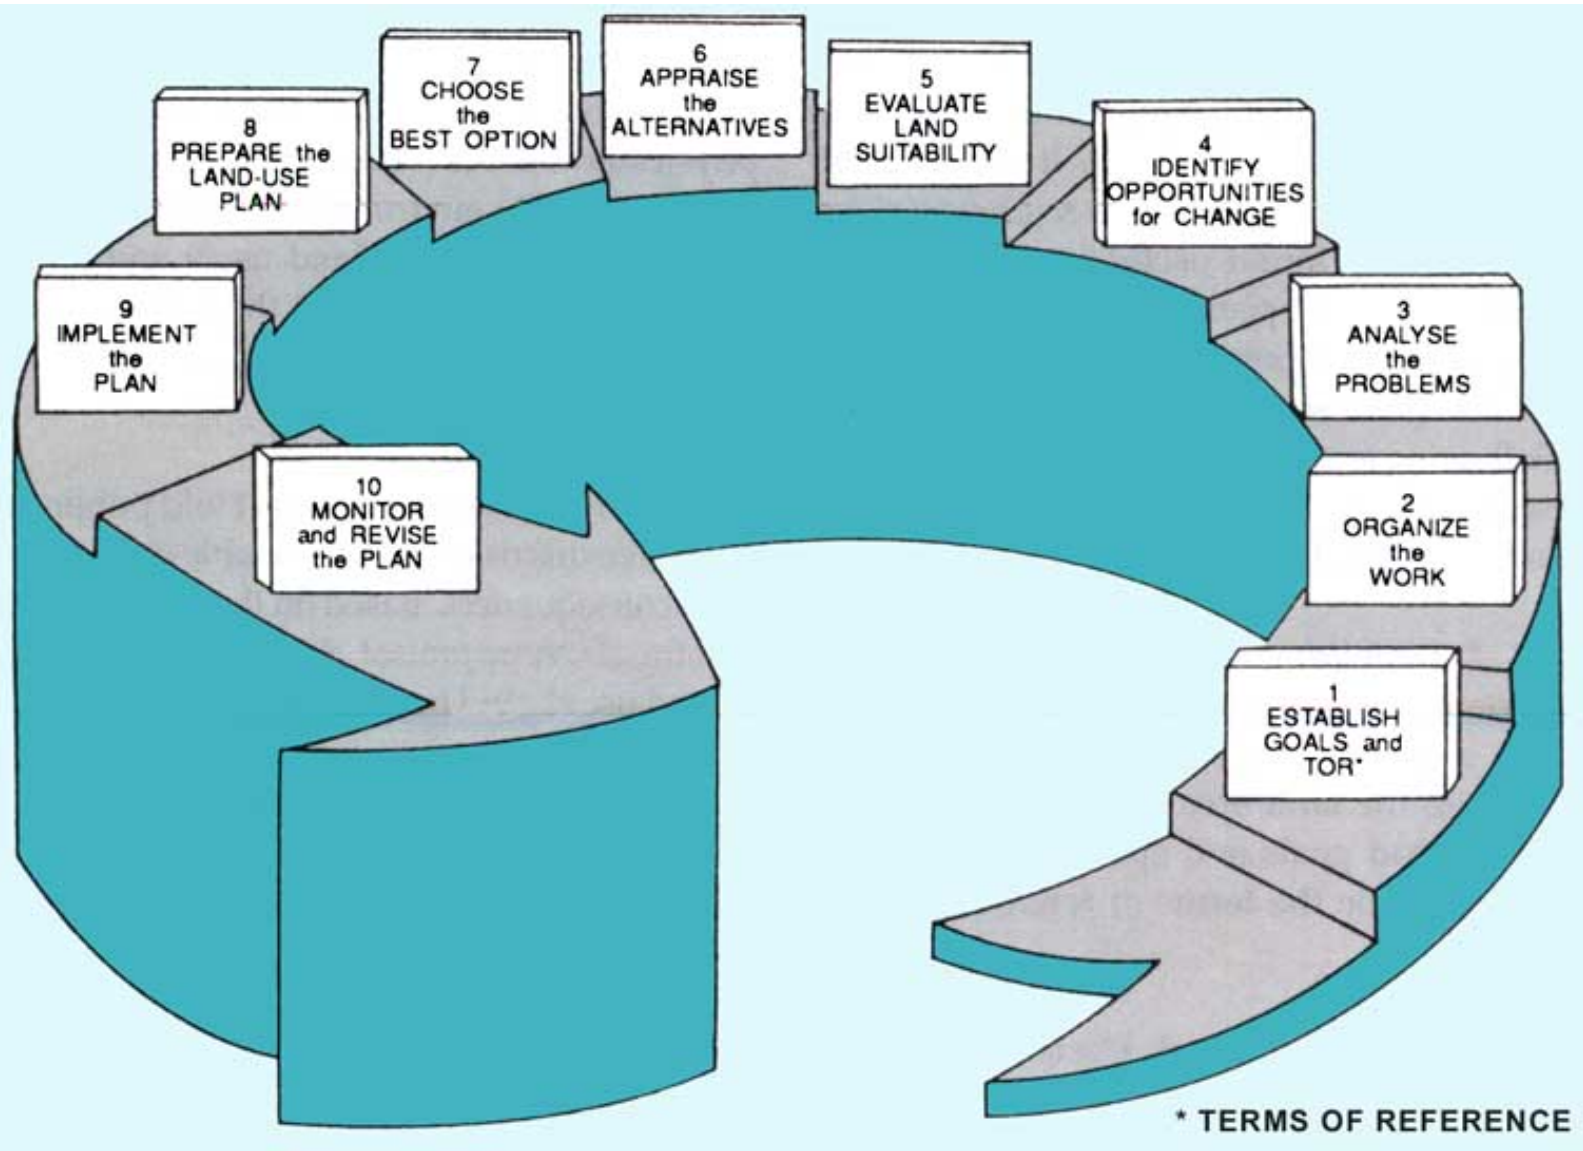 1
ESTABLISH
GOALS and
TOR*
2
ORGANIZE
the
WORK
3
ANALYSE
the
PROBLEMS
4
IDENTIFY
OPPORTUNITIES
for CHANGE
5
EVALUATE
LAND
SUITABILITY
6
APPRAISE
the
ALTERNATIVES
7
CHOOSE
the
BEST OPTION
8
PREPARE the
LAND-USE
PLAN
9
IMPLEMENT
the
PLAN
10
MONITOR
and REVISE
the PLAN
* TERMS OF REFERENCE